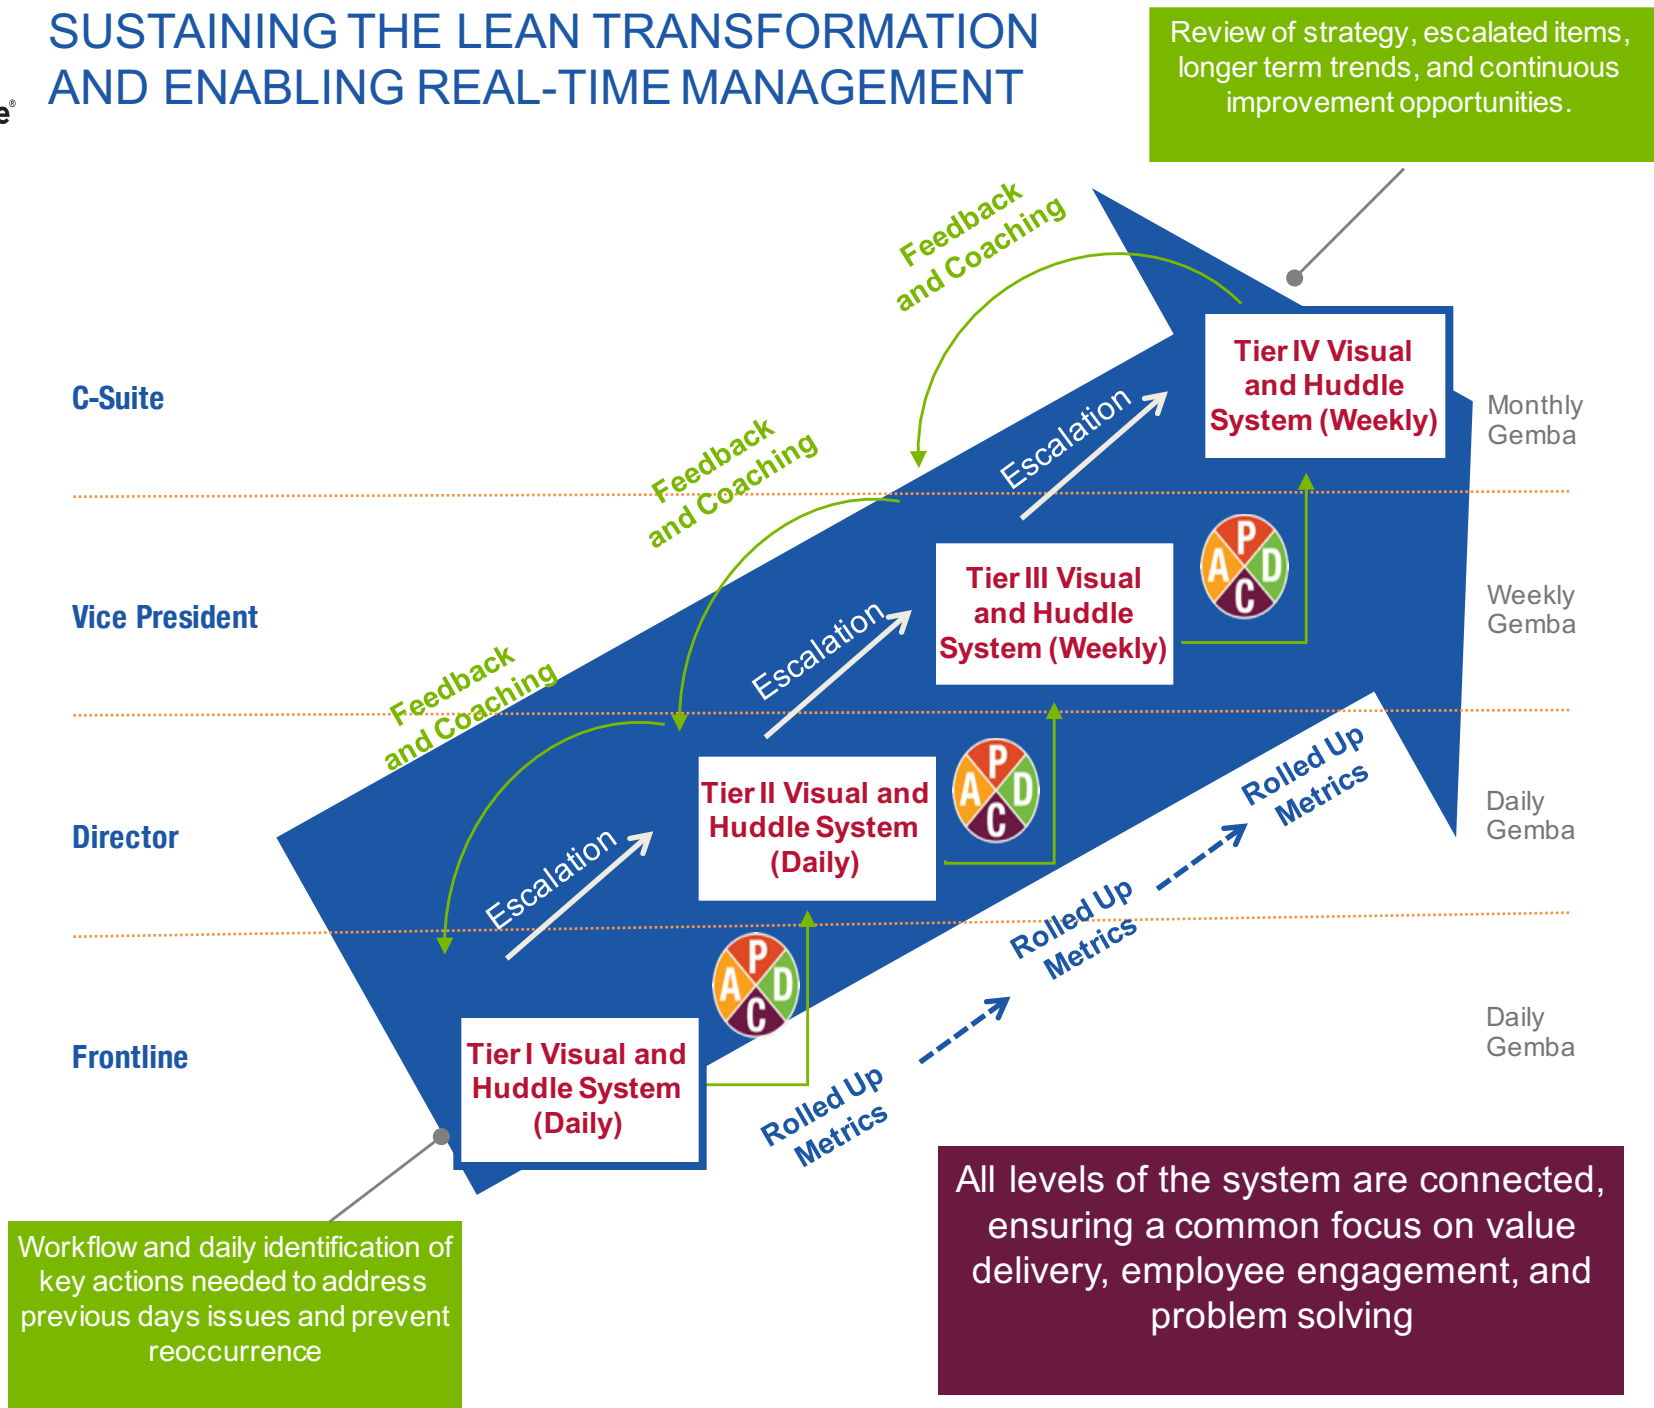 SUSTAINING THE LEAN TRANSFORMATION
AND ENABLING REAL-TIME MANAGEMENT
e®
Review of strategy, escalated items,
longer term trends, and continuous
improvement opportunities.
Feedback
and Coaching
C-Suite
Escalation
Tier IV Visual
and Huddle
System (Weekly)
Monthly
Gemba
Feedback
and Coaching
Vice President
Escalation
Tier III Visual
and Huddle
System (Weekly)
P
A D
C
Weekly
Gemba
Feedback
and Coaching
Director
Escalation
Tier II Visual and
Huddle System
(Daily)
P
A D
C
Rolled Up
Metrics
Daily
Gemba
Frontline
Tier I Visual and
Huddle System
(Daily)
P
A D
C
Rolled Up
Metrics
Rolled Up
Metrics
Daily
Gemba
Workflow and daily identification of
key actions needed to address
previous days issues and prevent
reoccurrence
All levels of the system are connected,
ensuring a common focus on value
delivery, employee engagement, and
problem solving